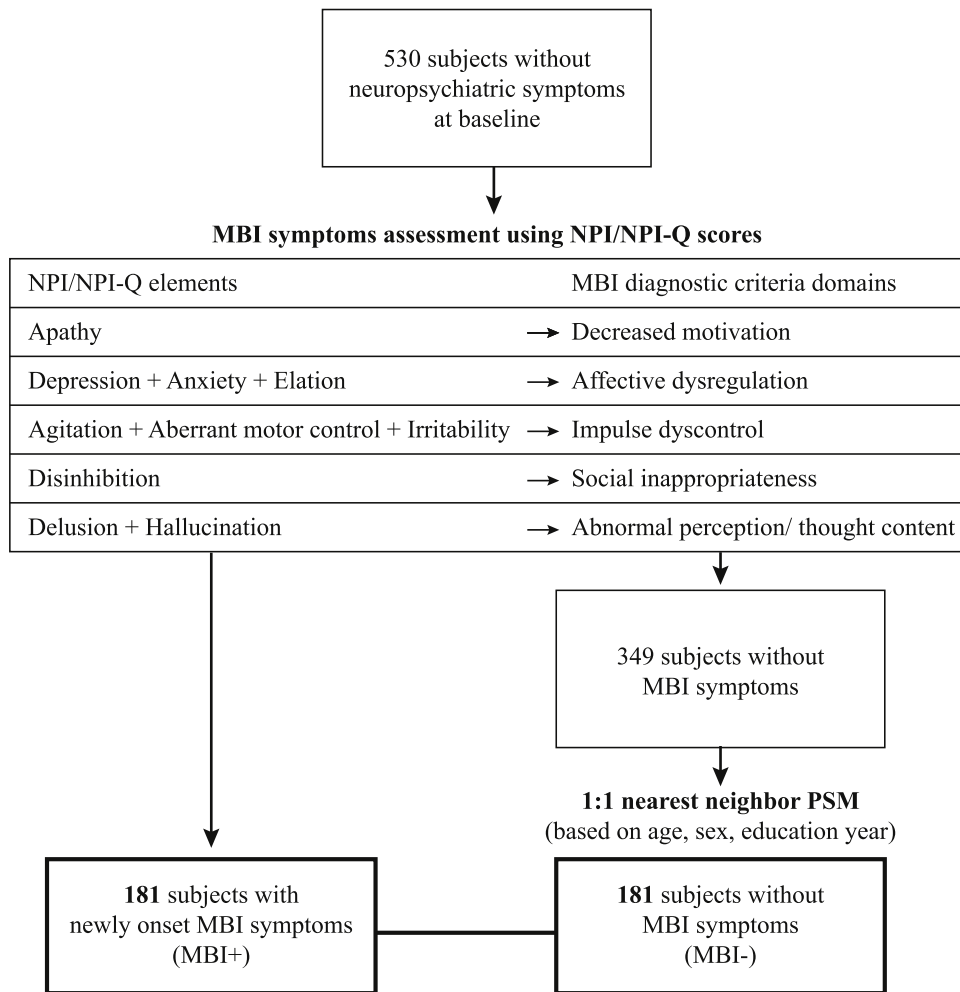 530 subjects without
neuropsychiatric symptoms
at baseline
MBI symptoms assessment using NPI/NPI-Q scores
NPI/NPI-Q elements MBI diagnostic criteria domains
Apathy → Decreased motivation
Depression + Anxiety + Elation → Affective dysregulation
Agitation + Aberrant motor control + Irritability → Impulse dyscontrol
Disinhibition → Social inappropriateness
Delusion + Hallucination → Abnormal perception/ thought content
349 subjects without
MBI symptoms
1:1 nearest neighbor PSM
(based on age, sex, education year)
181 subjects with
newly onset MBI symptoms
(MBI+)
181 subjects without
MBI symptoms
(MBI-)